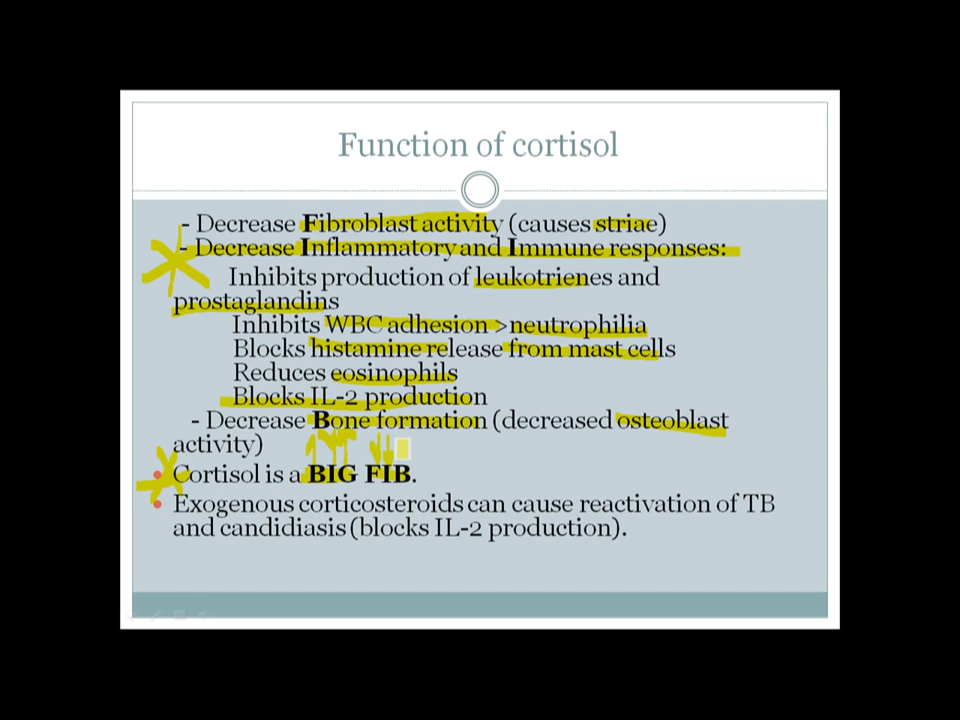 Function of cortisol
- Decrease Fibroblast activity (causes striae)
- Decrease Inflammatory and Immune responses:
Inhibits production of leukotrienes and
prostaglandins
Inhibits WBC adhesion >neutrophilia
Blocks histamine release from mast cells
Reduces eosinophils
Blocks IL-2 production
- Decrease Bone formation (decreased osteoblast
activity)
• Cortisol is a BIG FIB.
• Exogenous corticosteroids can cause reactivation of TB
and candidiasis (blocks IL-2 production).